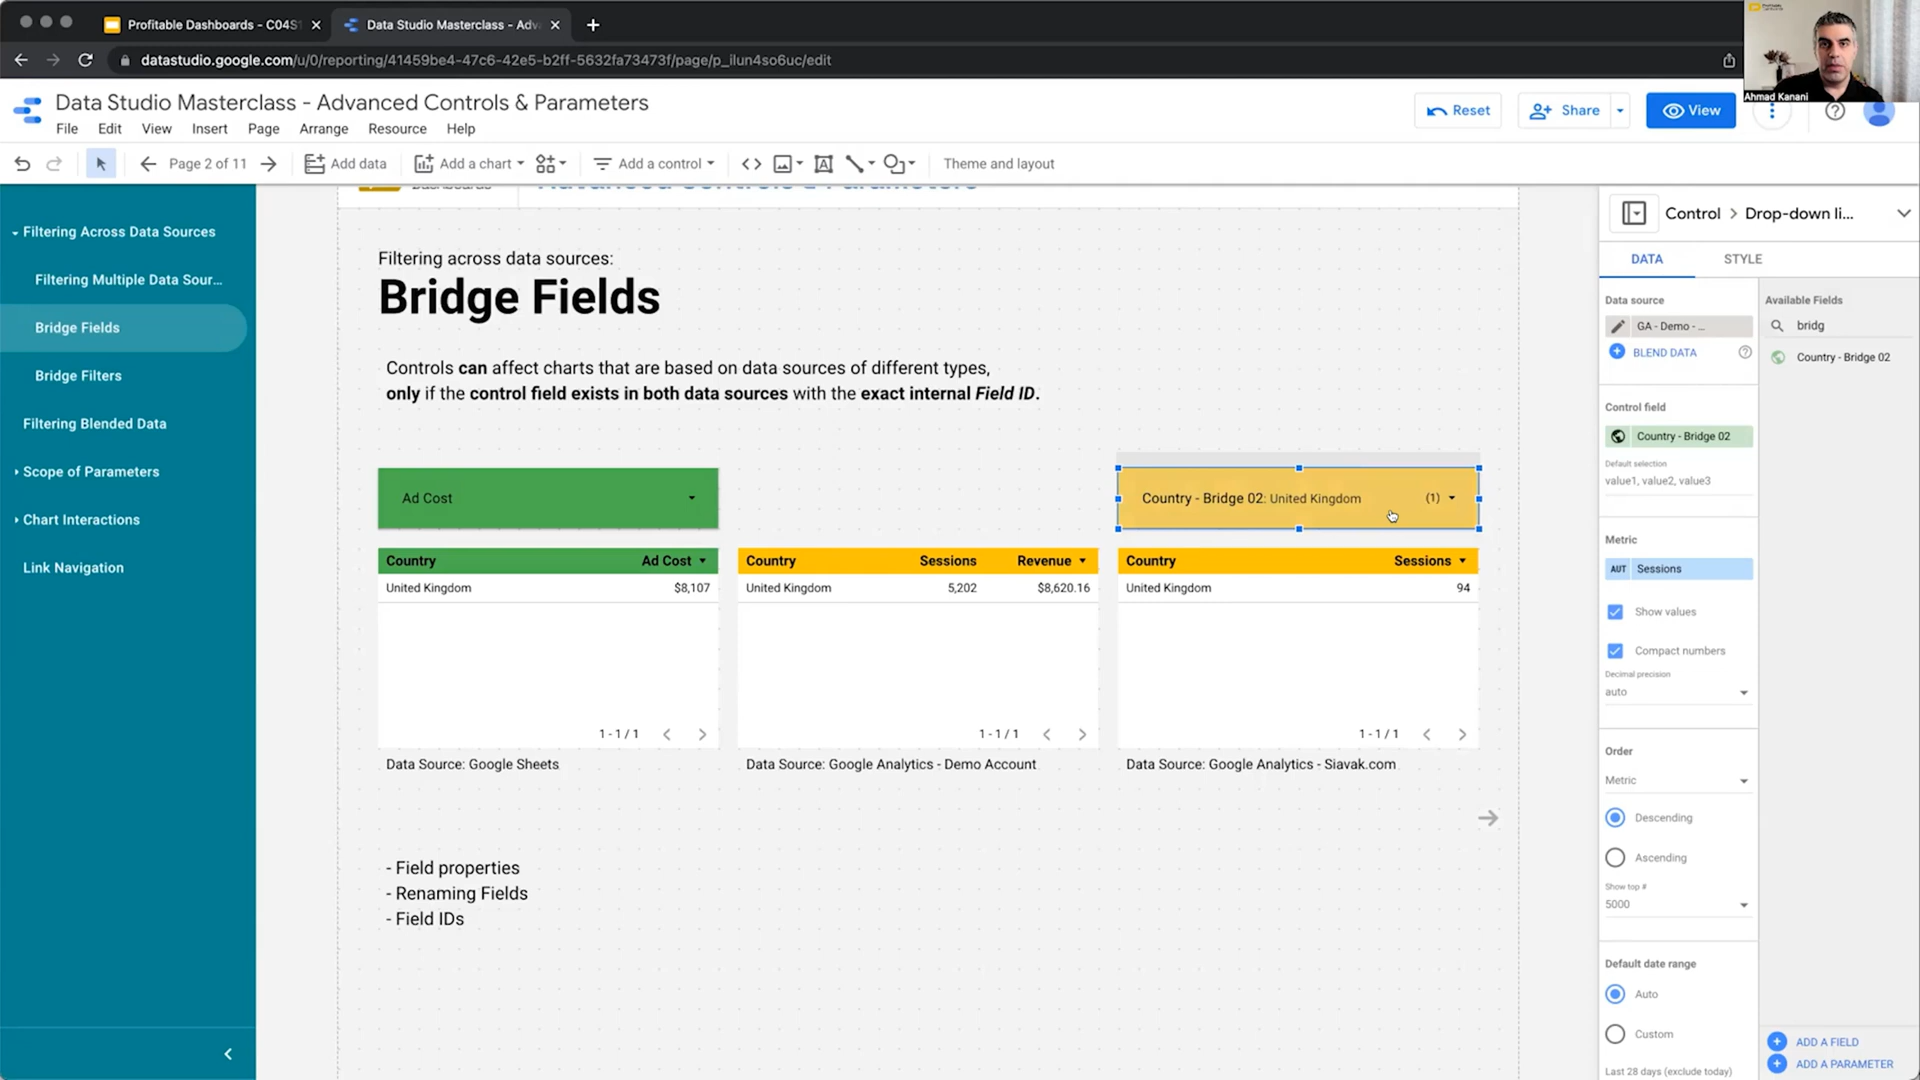 Profitable Dashboards - C04S1
Data Studio Masterclass - Adv
datastudio.google.com/u/0/reporting/41459be4-47c6-42e5-b2ff-5632fa73473f/page/p_ilun4so6uc/edit
Ahmad Kanani
Data Studio Masterclass - Advanced Controls & Parameters
Reset
Share
View
File Edit View Insert Page Arrange Resource Help
Page 2 of 11
Add data
Add a chart
Add a control
Theme and layout
Filtering Across Data Sources
Filtering Multiple Data Sour...
Bridge Fields
Bridge Filters
Filtering Blended Data
Scope of Parameters
Chart Interactions
Link Navigation
Dashboards
Advanced Controls & Parameters
Filtering across data sources:
Bridge Fields
Controls can affect charts that are based on data sources of different types,
only if the control field exists in both data sources with the exact internal Field ID.
Ad Cost
Country - Bridge 02: United Kingdom (1)
Country Ad Cost
United Kingdom $8,107
1 - 1 / 1
Data Source: Google Sheets
Country Sessions Revenue
United Kingdom 5,202 $8,620.16
1 - 1 / 1
Data Source: Google Analytics - Demo Account
Country Sessions
United Kingdom 94
1 - 1 / 1
Data Source: Google Analytics - Siavak.com
- Field properties
- Renaming Fields
- Field IDs
Control > Drop-down li...
DATA STYLE
Data source
GA - Demo - ...
BLEND DATA
Control field
Country - Bridge 02
Default selection
value1, value2, value3
Metric
AUT Sessions
Show values
Compact numbers
Decimal precision
auto
Order
Metric
Descending
Ascending
Show top #
5000
Default date range
Auto
Custom
Last 28 days (exclude today)
Available Fields
bridg
Country - Bridge 02
ADD A FIELD
ADD A PARAMETER